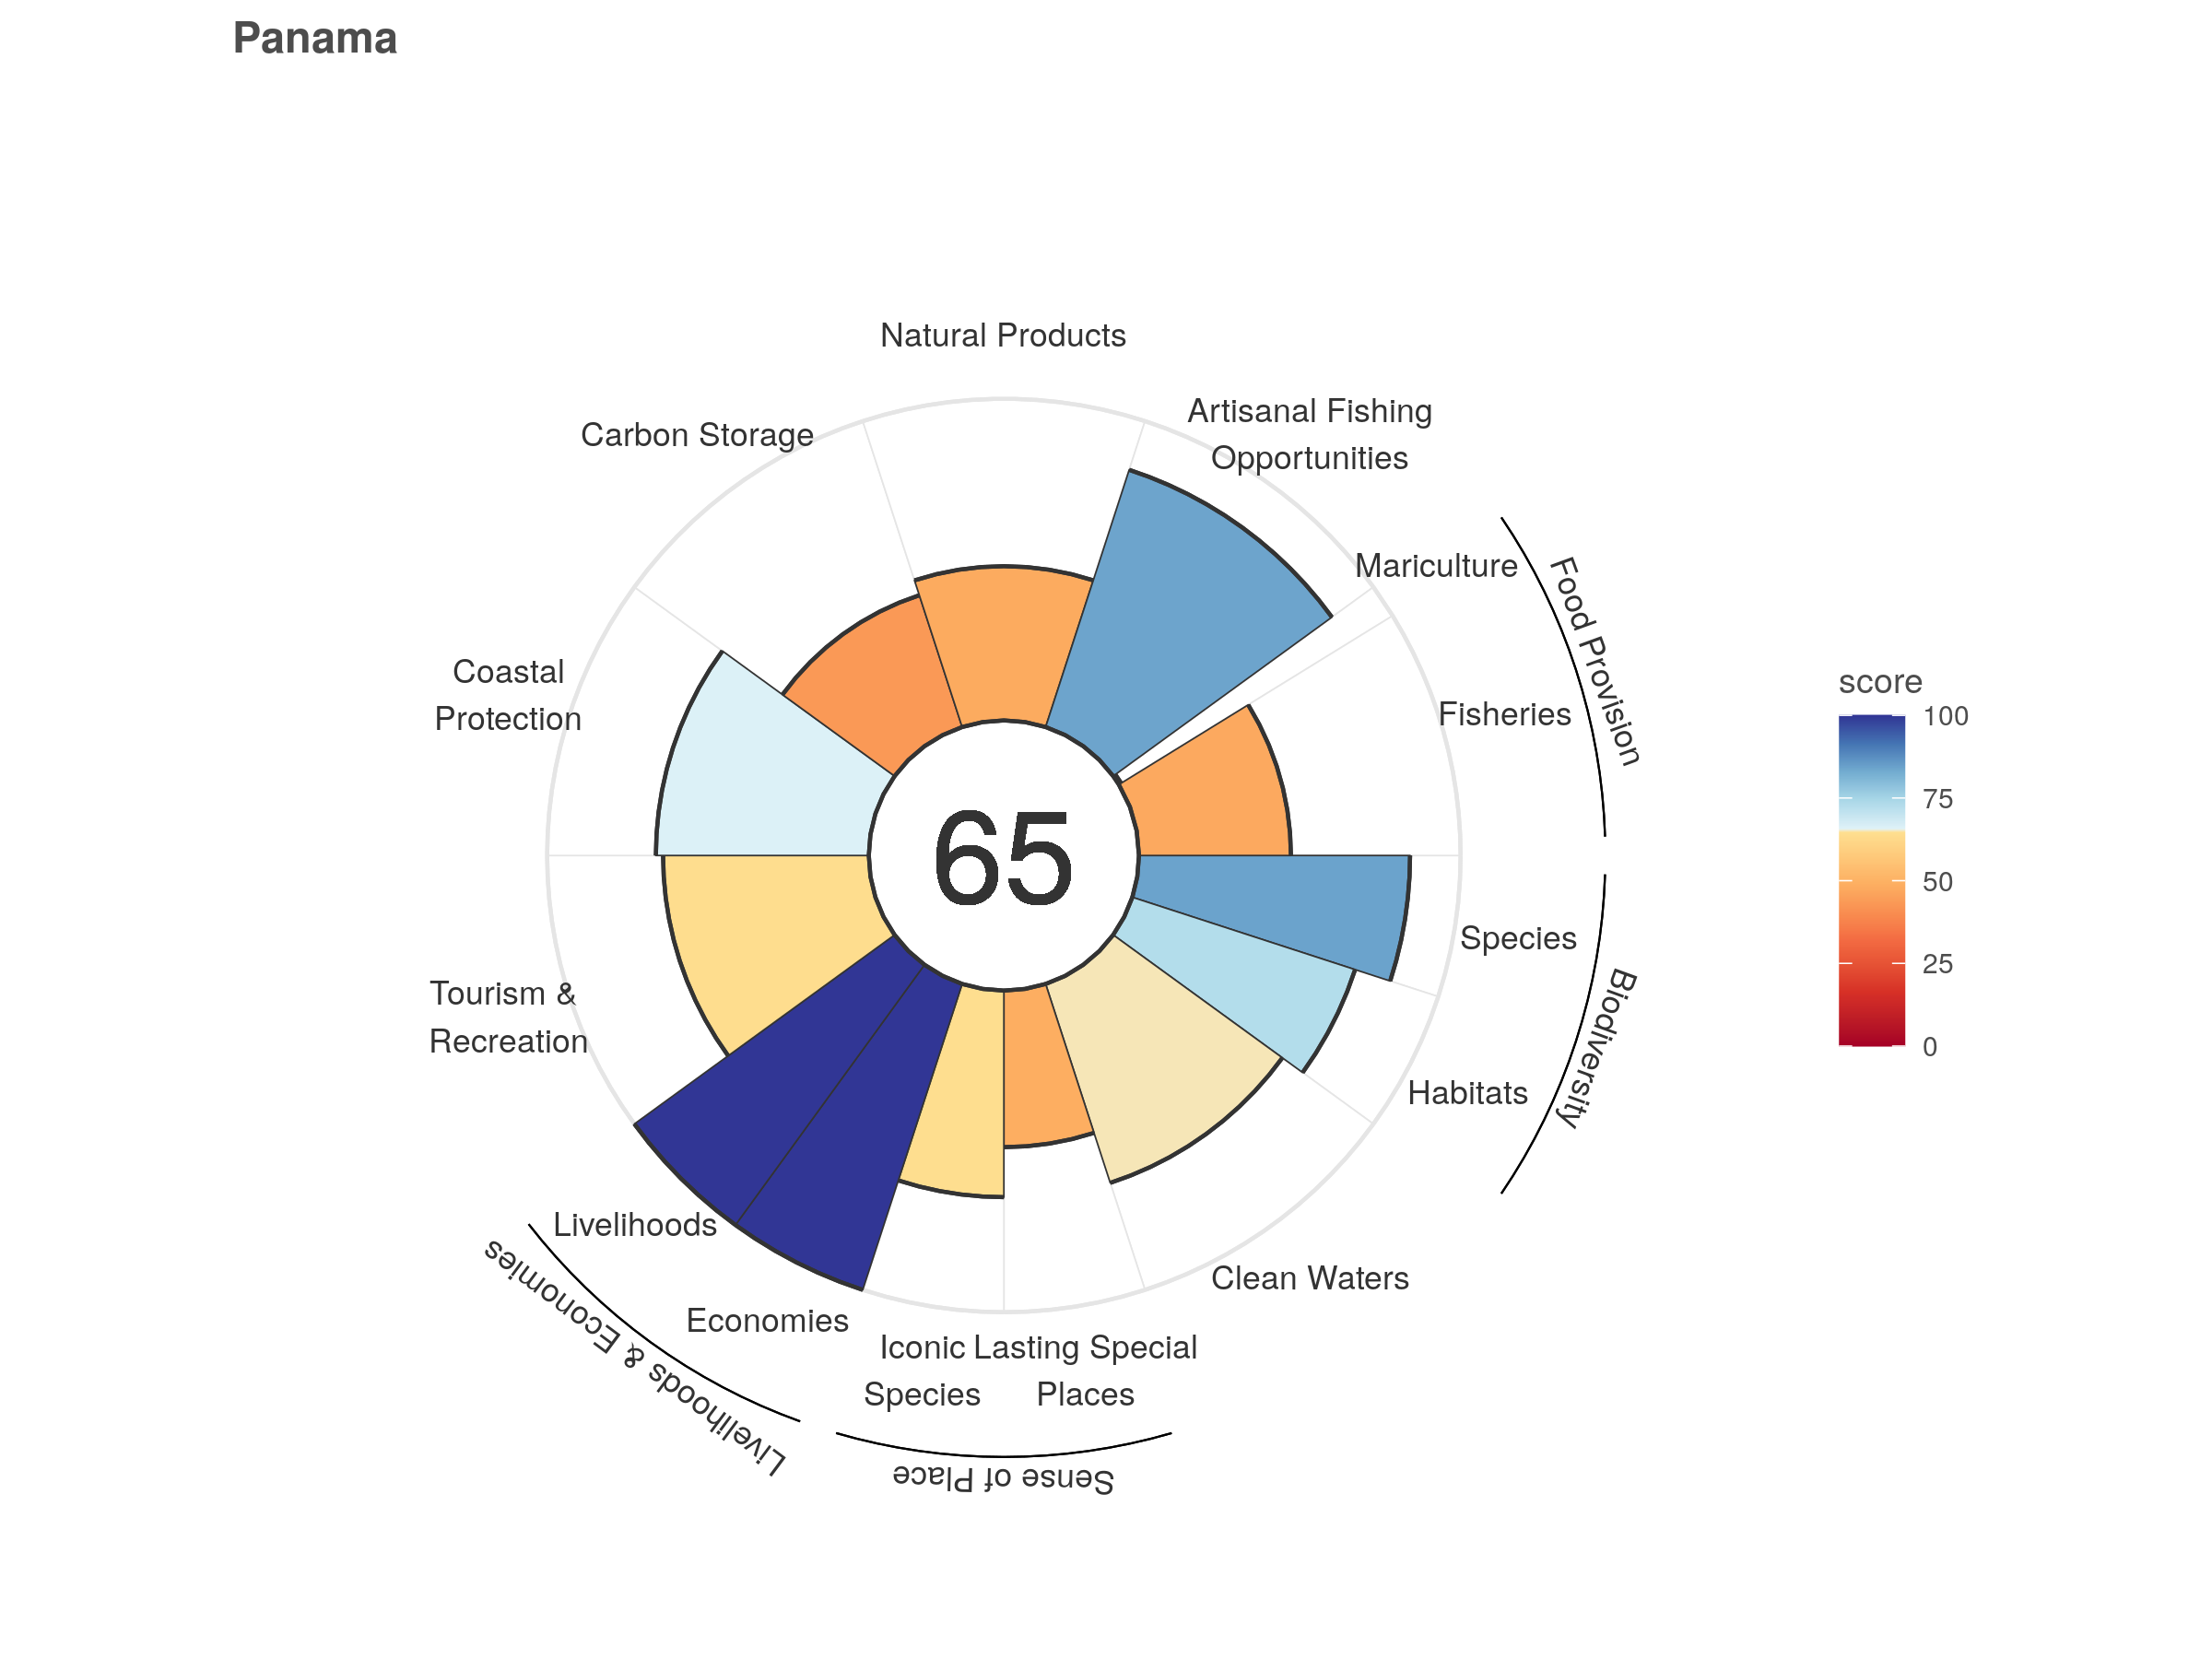 Panama
Natural Products
Artisanal Fishing
Opportunities
Carbon Storage
Mariculture
Food Provision
Fisheries
Coastal
Protection
65
Species
Biodiversity
Habitats
Tourism &
Recreation
Livelihoods
Livelihoods & Economies
Economies
Clean Waters
Iconic
Species
Lasting Special
Places
Sense of Place
score
100
75
50
25
0